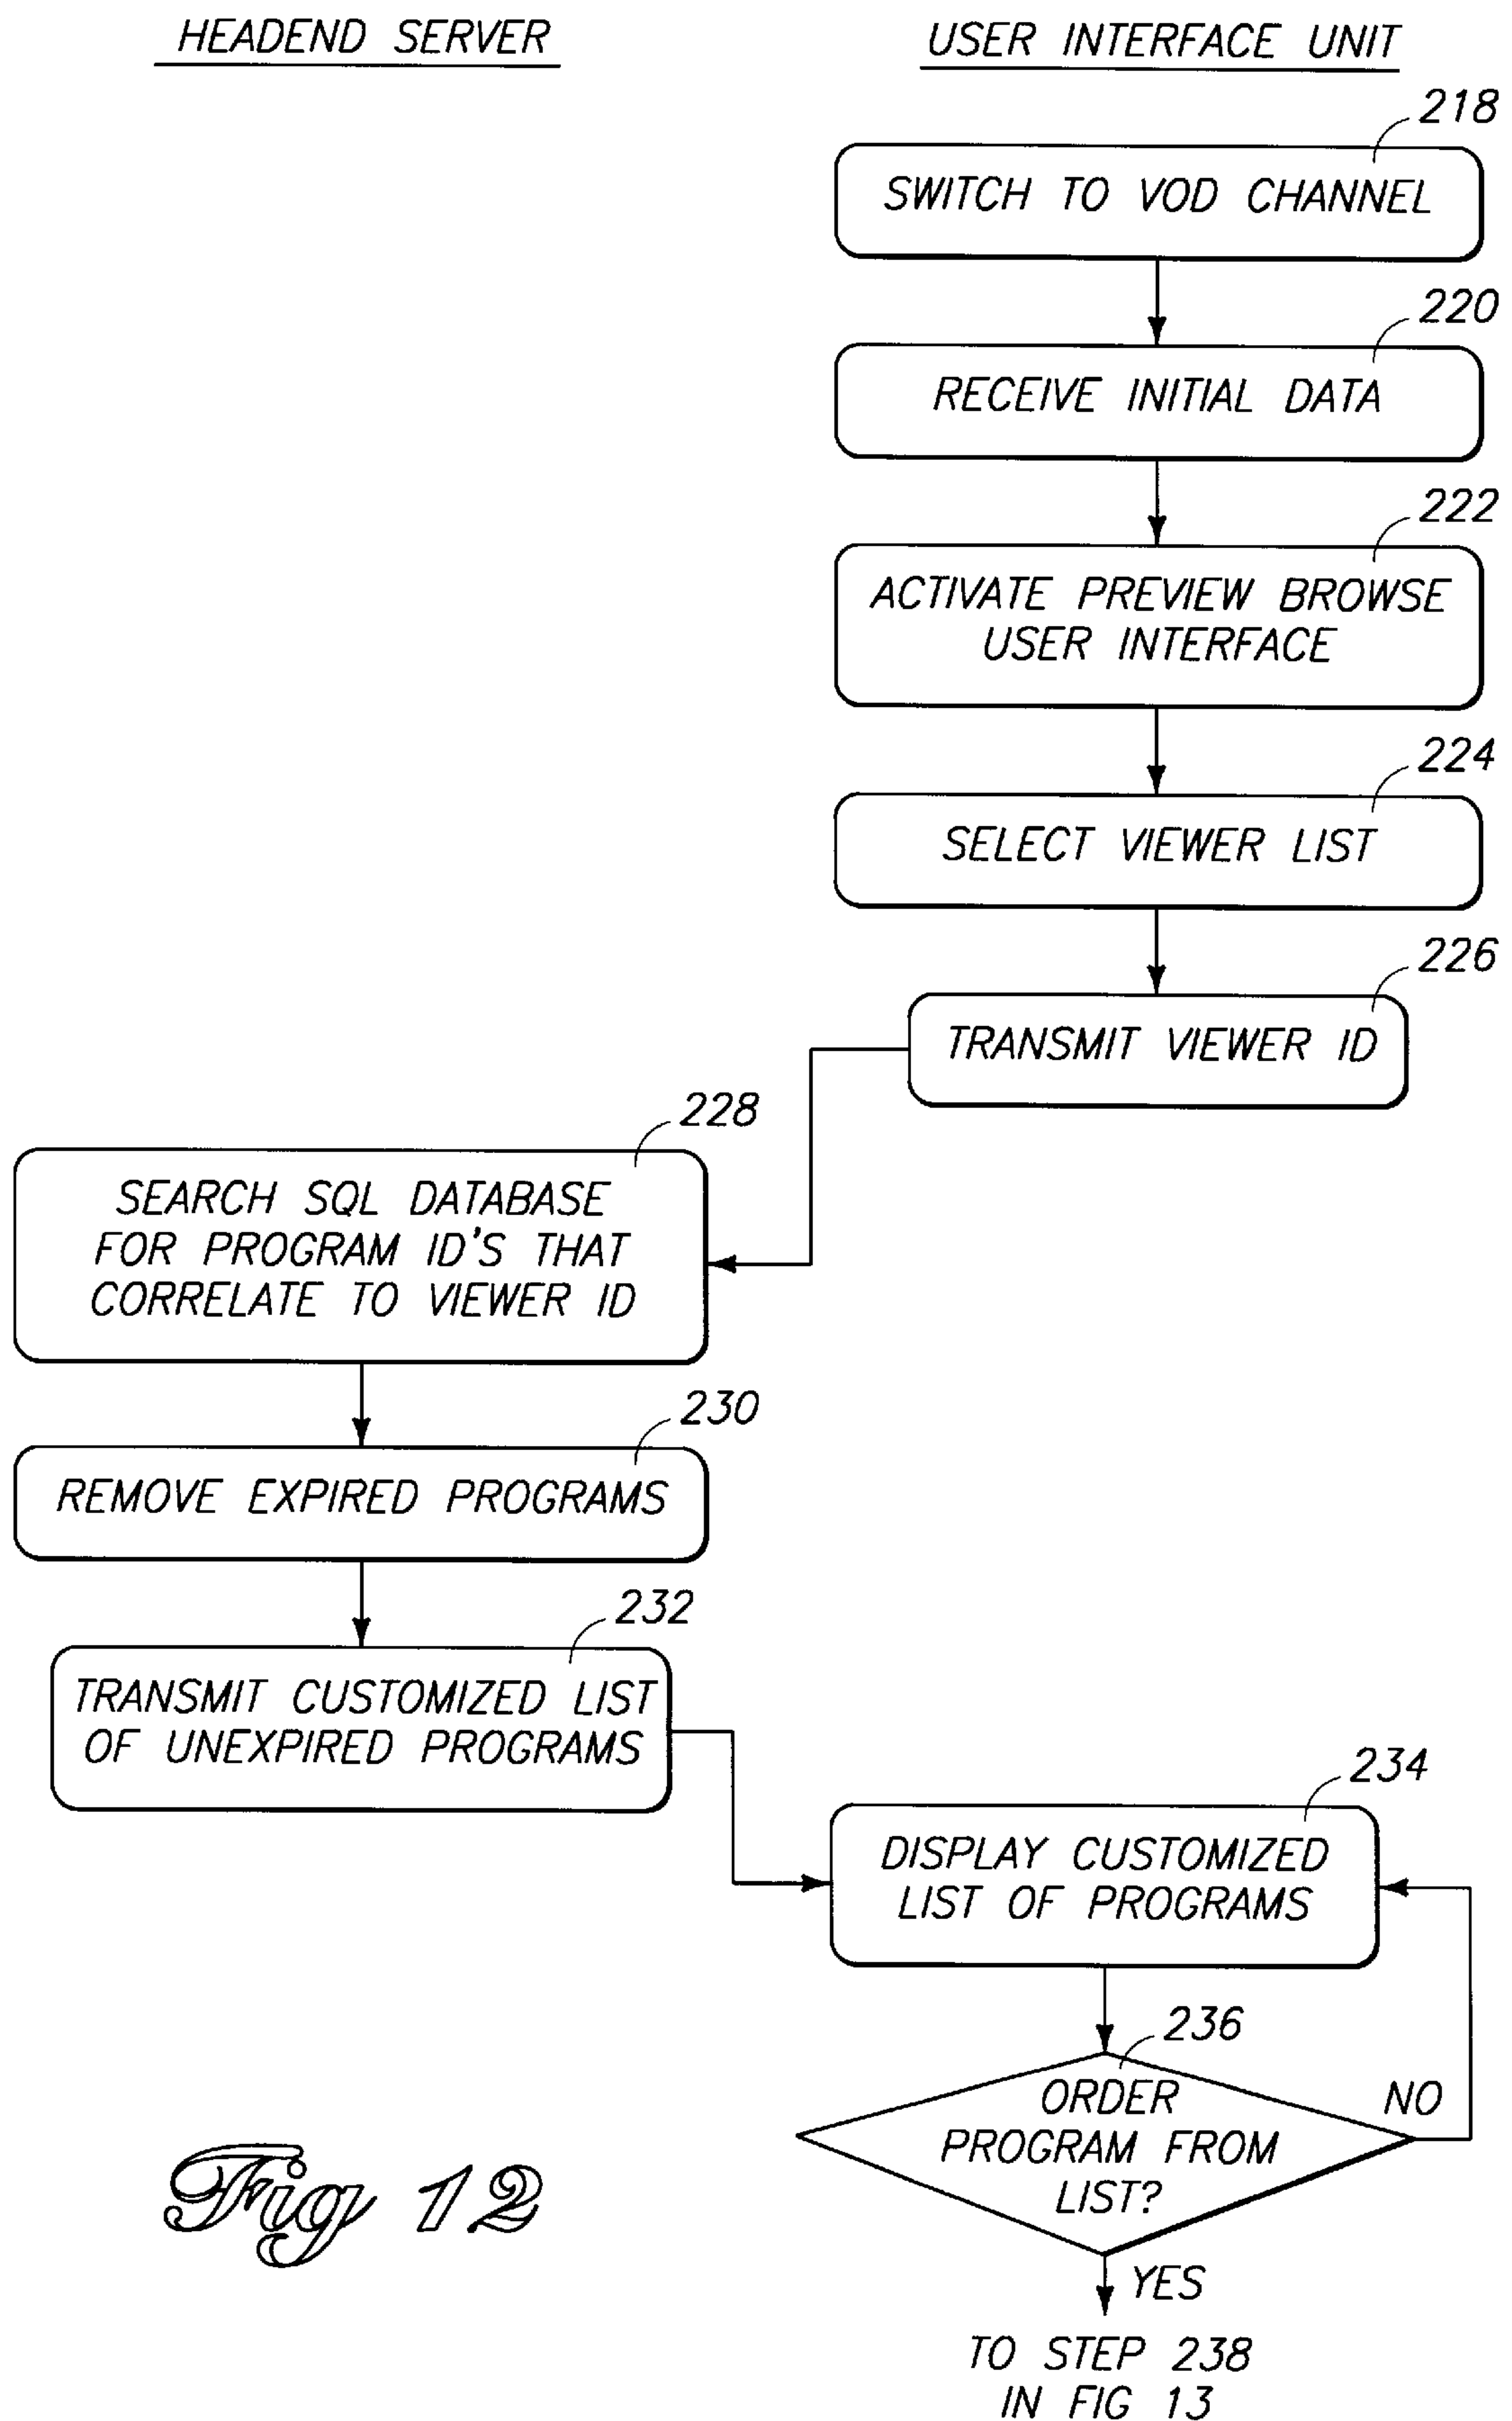 HEADEND SERVER
USER INTERFACE UNIT
218
SWITCH TO VOD CHANNEL
220
RECEIVE INITIAL DATA
222
ACTIVATE PREVIEW BROWSE
USER INTERFACE
224
SELECT VIEWER LIST
226
TRANSMIT VIEWER ID
228
SEARCH SQL DATABASE
FOR PROGRAM ID'S THAT
CORRELATE TO VIEWER ID
230
REMOVE EXPIRED PROGRAMS
232
TRANSMIT CUSTOMIZED LIST
OF UNEXPIRED PROGRAMS
234
DISPLAY CUSTOMIZED
LIST OF PROGRAMS
236
ORDER
PROGRAM FROM
LIST?
NO
YES
TO STEP 238
IN FIG 13
Fig 12